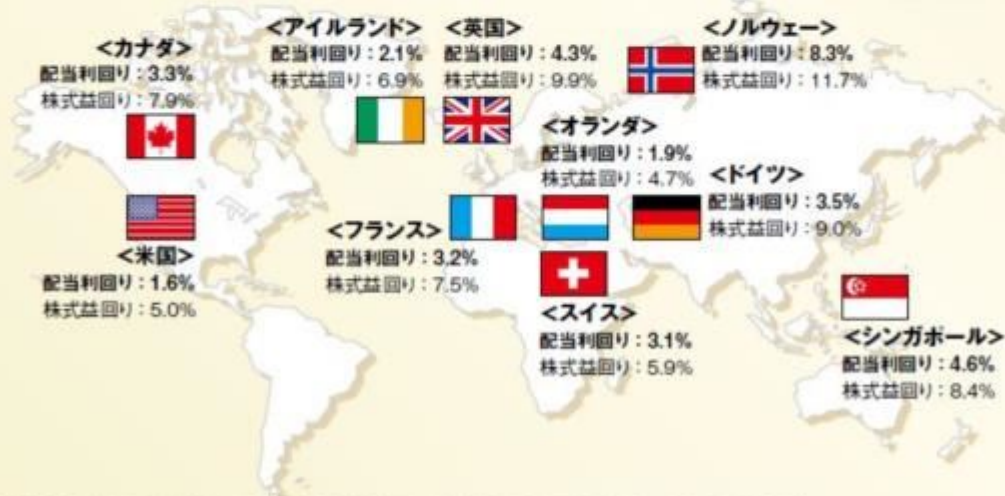 <カナダ>
配当利回り：3.3%
株式益回り：7.9%
<アイルランド>
配当利回り：2.1%
株式益回り：6.9%
<英国>
配当利回り：4.3%
株式益回り：9.9%
<ノルウェー>
配当利回り：8.3%
株式益回り：11.7%
<オランダ>
配当利回り：1.9%
株式益回り：4.7%
<ドイツ>
配当利回り：3.5%
株式益回り：9.0%
<米国>
配当利回り：1.6%
株式益回り：5.0%
<フランス>
配当利回り：3.2%
株式益回り：7.5%
<スイス>
配当利回り：3.1%
株式益回り：5.9%
<シンガポール>
配当利回り：4.6%
株式益回り：8.4%